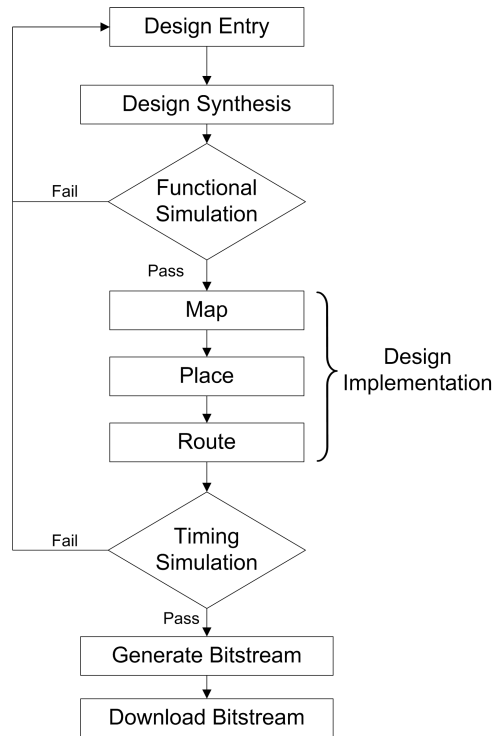 Design Entry
Design Synthesis
Fail
Functional
Simulation
Pass
Map
Place
Design
Implementation
Route
Fail
Timing
Simulation
Pass
Generate Bitstream
Download Bitstream